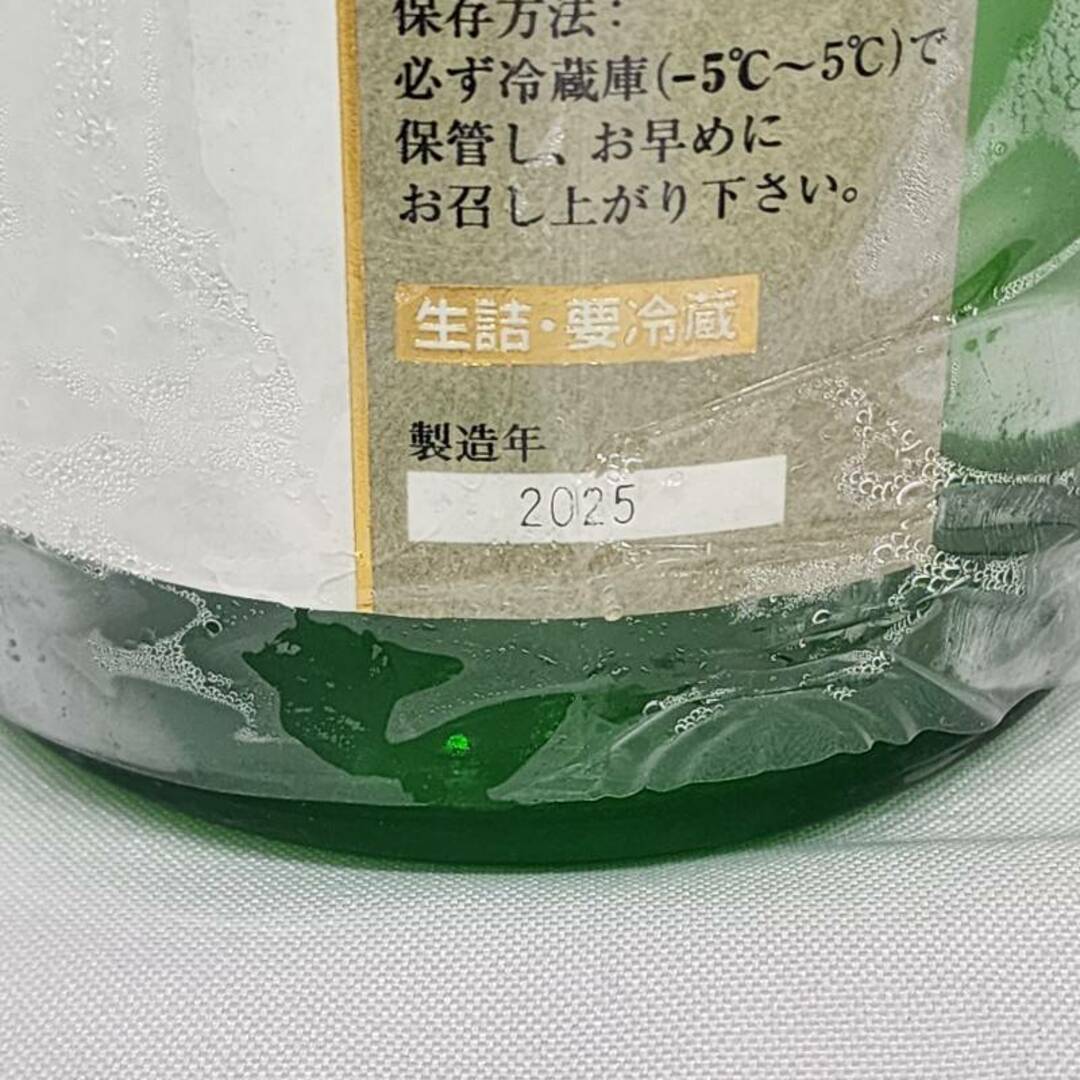 保存方法：
必ず冷蔵庫(-5℃～5℃)で
保管し、お早めに
お召し上がり下さい。
生詰・要冷蔵
製造年
2025